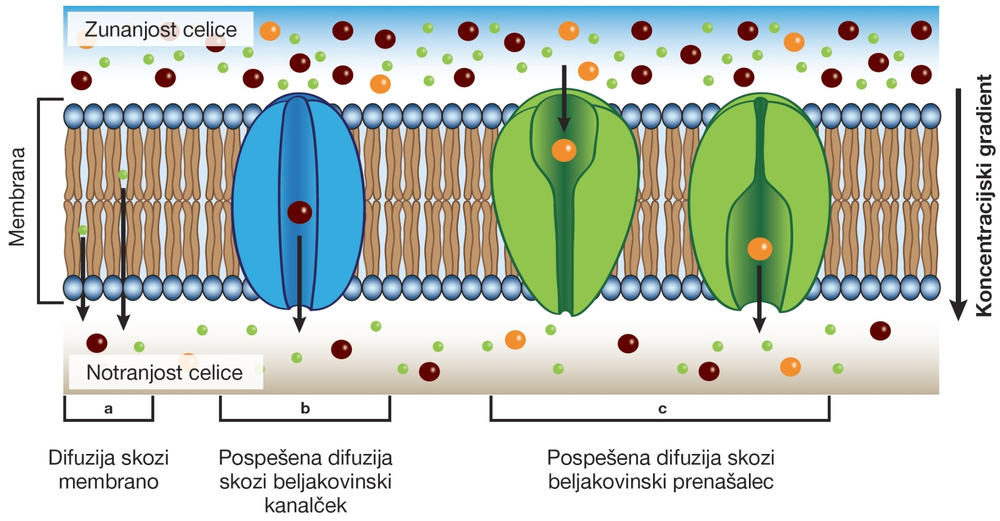 Zunanjost celice
Membrana
Koncentracijski gradient
Notranjost celice
a
b
c
Difuzija skozi
membrano
Pospešena difuzija
skozi beljakovinski
kanalček
Pospešena difuzija skozi
beljakovinski prenašalec